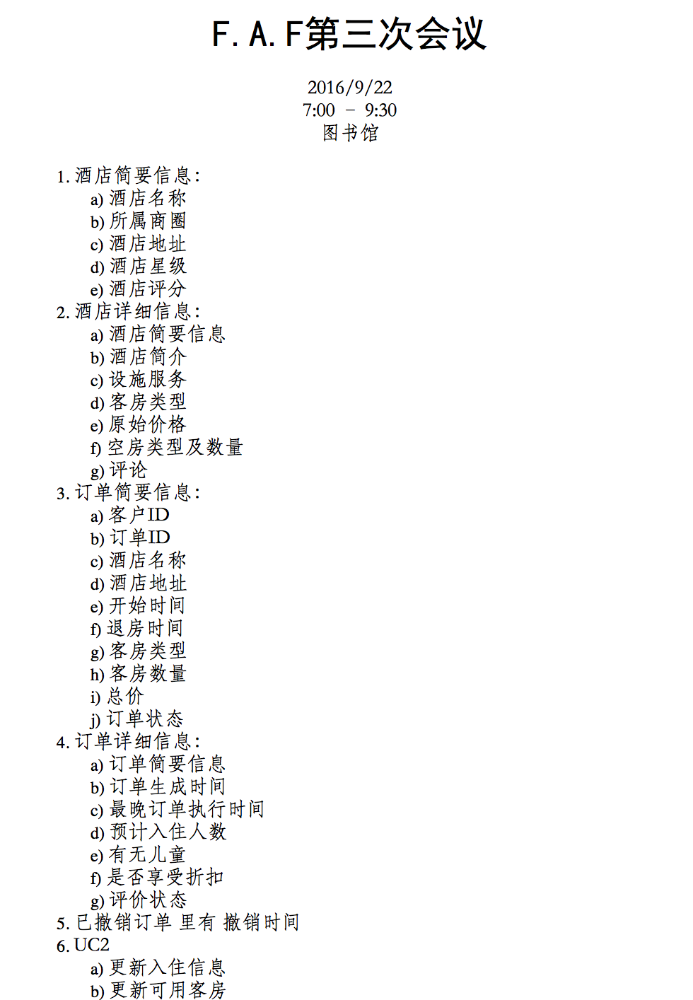 F.A.F第三次会议
2016/9/22
7:00 - 9:30
图书馆
1. 酒店简要信息：
a) 酒店名称
b) 所属商圈
c) 酒店地址
d) 酒店星级
e) 酒店评分
2. 酒店详细信息：
a) 酒店简要信息
b) 酒店简介
c) 设施服务
d) 客房类型
e) 原始价格
f) 空房类型及数量
g) 评论
3. 订单简要信息：
a) 客户ID
b) 订单ID
c) 酒店名称
d) 酒店地址
e) 开始时间
f) 退房时间
g) 客房类型
h) 客房数量
i) 总价
j) 订单状态
4. 订单详细信息：
a) 订单简要信息
b) 订单生成时间
c) 最晚订单执行时间
d) 预计入住人数
e) 有无儿童
f) 是否享受折扣
g) 评价状态
5. 已撤销订单 里有 撤销时间
6. UC2
a) 更新入住信息
b) 更新可用客房